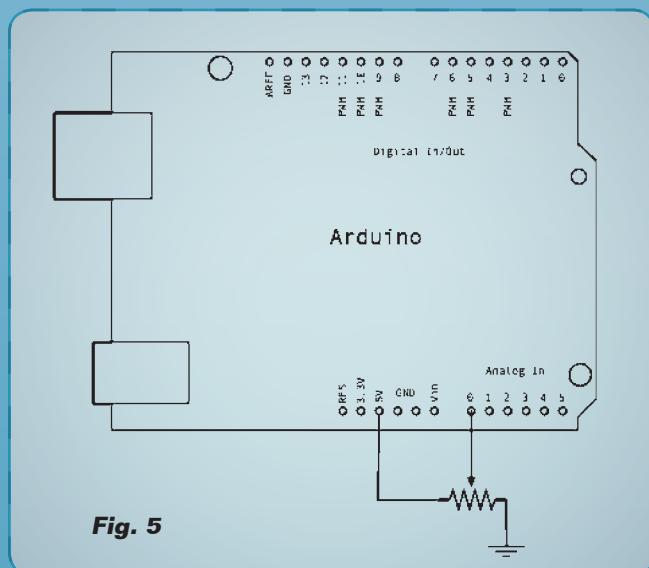 AREF GND 13 12 11 10 9 8 7 6 5 4 3 2 1 0
PWM PWM PWM PWM PWM PWM
Digital In/Out
Arduino
Analog In
RES 3.3V 5V GND Vin 0 1 2 3 4 5
Fig. 5